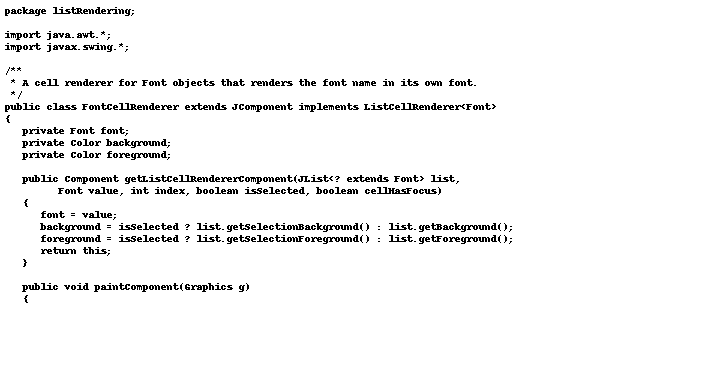 package listRendering;

import java.awt.*;
import javax.swing.*;

/**
 * A cell renderer for Font objects that renders the font name in its own font.
 */
public class FontCellRenderer extends JComponent implements ListCellRenderer<Font>
{
   private Font font;
   private Color background;
   private Color foreground;

   public Component getListCellRendererComponent(JList<? extends Font> list,
         Font value, int index, boolean isSelected, boolean cellHasFocus)
   {
      font = value;
      background = isSelected ? list.getSelectionBackground() : list.getBackground();
      foreground = isSelected ? list.getSelectionForeground() : list.getForeground();
      return this;
   }

   public void paintComponent(Graphics g)
   {